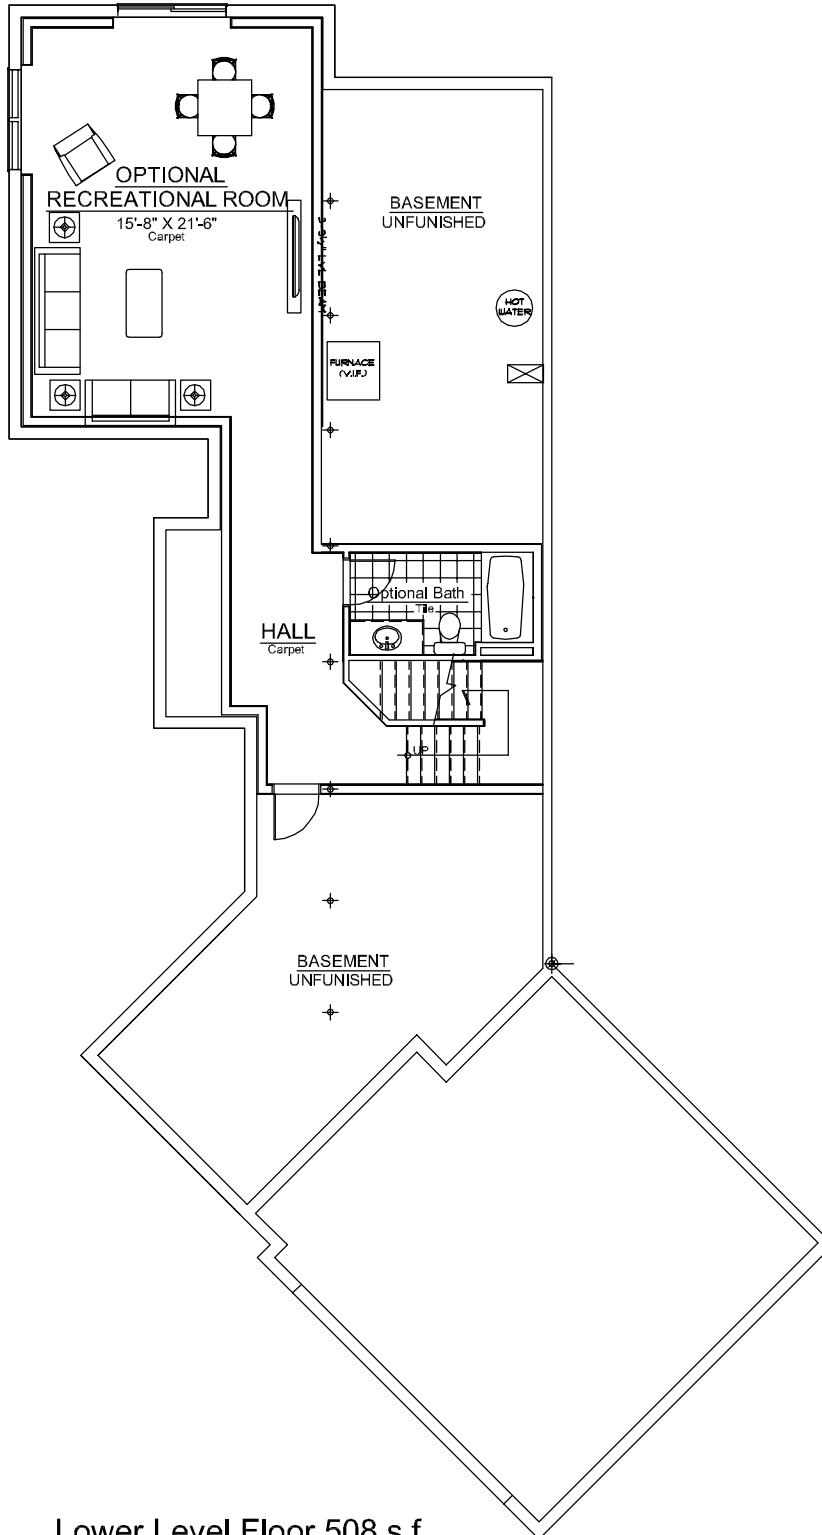 OPTIONAL
RECREATIONAL ROOM
15'-8" X 21'-6"
Carpet
BASEMENT
UNFUNISHED
HOT
WATER
FURNACE
(V.I.F.)
Optional Bath
Tile
HALL
Carpet
UP
BASEMENT
UNFUNISHED
Lower Level Floor 508 s.f.